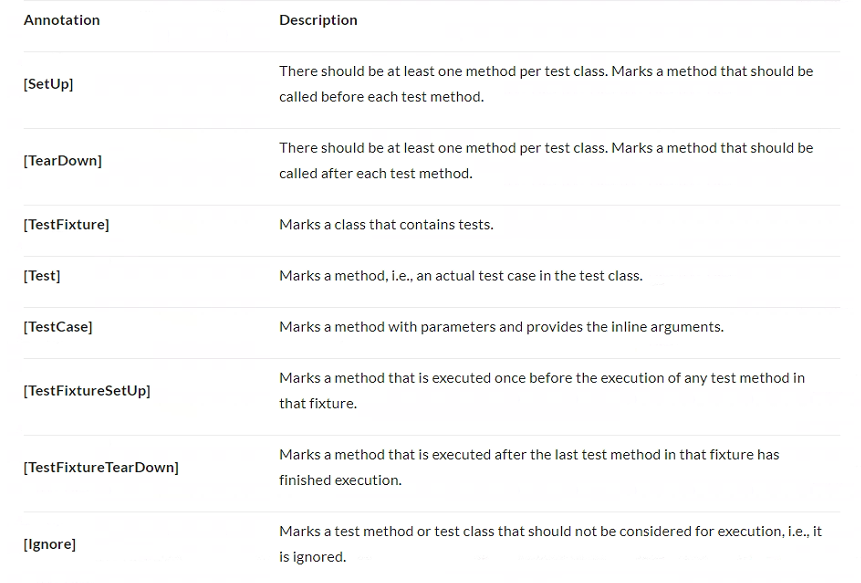 Annotation Description
[SetUp] There should be at least one method per test class. Marks a method that should be
called before each test method.
[TearDown] There should be at least one method per test class. Marks a method that should be
called after each test method.
[TestFixture] Marks a class that contains tests.
[Test] Marks a method, i.e., an actual test case in the test class.
[TestCase] Marks a method with parameters and provides the inline arguments.
[TestFixtureSetUp] Marks a method that is executed once before the execution of any test method in
that fixture.
[TestFixtureTearDown] Marks a method that is executed after the last test method in that fixture has
finished execution.
[Ignore] Marks a test method or test class that should not be considered for execution, i.e., it
is ignored.